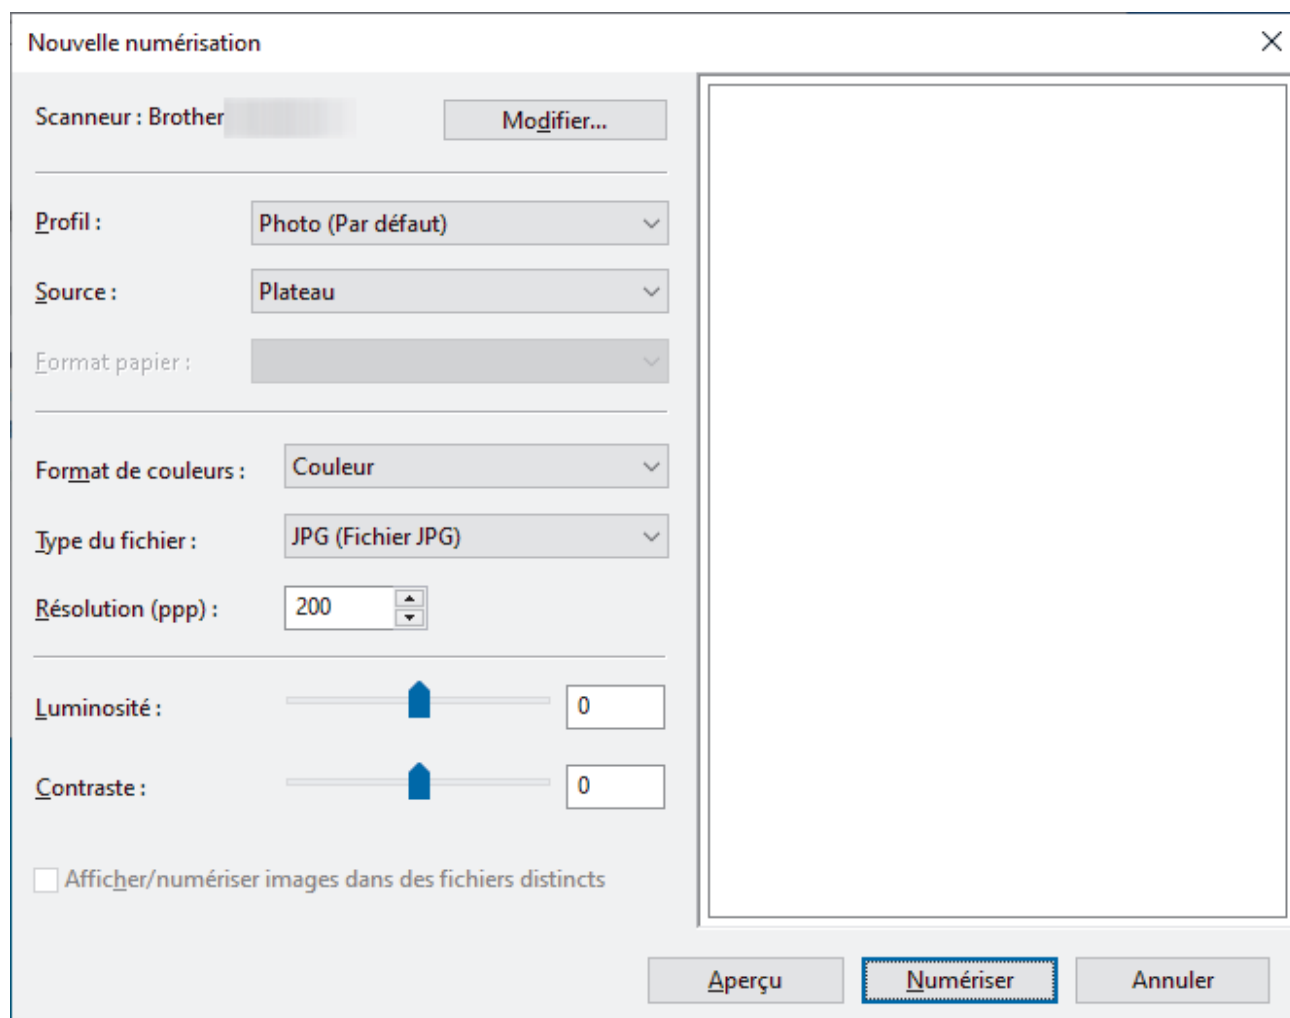 Nouvelle numérisation
Scanneur : Brother
Modifier...
Profil :
Photo (Par défaut)
Source :
Plateau
Format papier :
Format de couleurs :
Couleur
Type du fichier :
JPG (Fichier JPG)
Résolution (ppp) :
200
Luminosité :
0
Contraste :
0
Afficher/numériser images dans des fichiers distincts
Aperçu
Numériser
Annuler